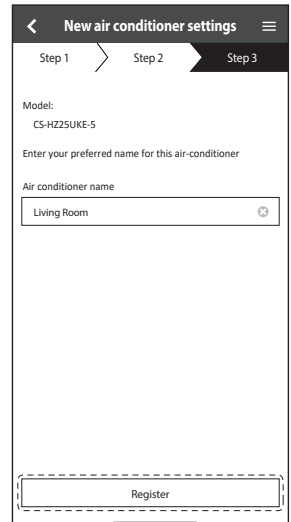 New air conditioner settings
Step 1
Step 2
Step 3
Model:
CS-HZ25UKE-5
Enter your preferred name for this air-conditioner
Air conditioner name
Living Room
Register